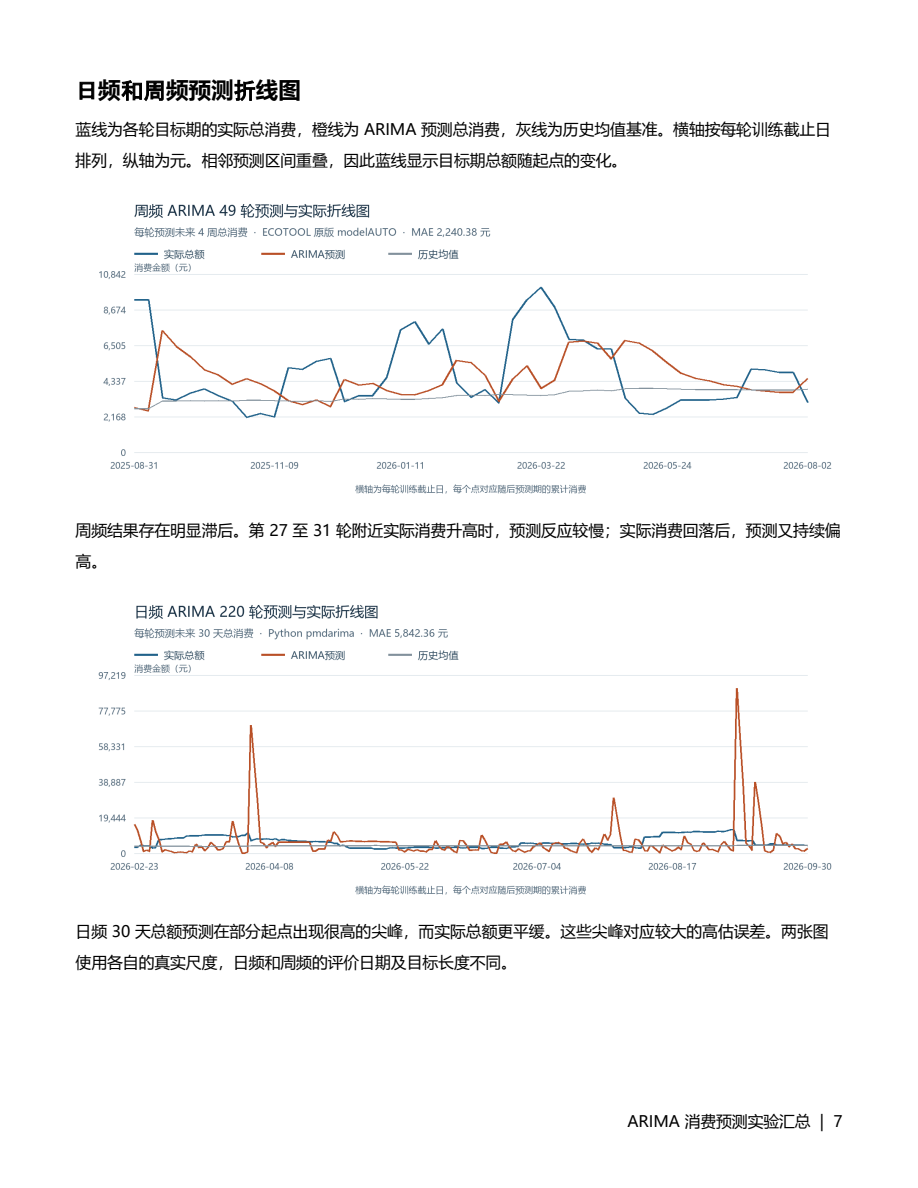 日频和周频预测折线图
蓝线为各轮目标期的实际总消费，橙线为 ARIMA 预测总消费，灰线为历史均值基准。横轴按每轮训练截止日
排列，纵轴为元。相邻预测区间重叠，因此蓝线显示目标期总额随起点的变化。
周频 ARIMA 49 轮预测与实际折线图
每轮预测未来 4 周总消费 · ECOTOOL 原版 modelAUTO · MAE 2,240.38 元
实际总额 ARIMA预测 历史均值
消费金额（元）
10,842
8,674
6,505
4,337
2,168
0
2025-08-31 2025-11-09 2026-01-11 2026-03-22 2026-05-24 2026-08-02
横轴为每轮训练截止日，每个点对应随后预测期的累计消费
周频结果存在明显滞后。第 27 至 31 轮附近实际消费升高时，预测反应较慢；实际消费回落后，预测又持续偏
高。
日频 ARIMA 220 轮预测与实际折线图
每轮预测未来 30 天总消费 · Python pmdarima · MAE 5,842.36 元
实际总额 ARIMA预测 历史均值
消费金额（元）
97,219
77,775
58,331
38,887
19,444
0
2026-02-23 2026-04-08 2026-05-22 2026-07-04 2026-08-17 2026-09-30
横轴为每轮训练截止日，每个点对应随后预测期的累计消费
日频 30 天总额预测在部分起点出现很高的尖峰，而实际总额更平缓。这些尖峰对应较大的高估误差。两张图
使用各自的真实尺度，日频和周频的评价日期及目标长度不同。
ARIMA 消费预测实验汇总 | 7